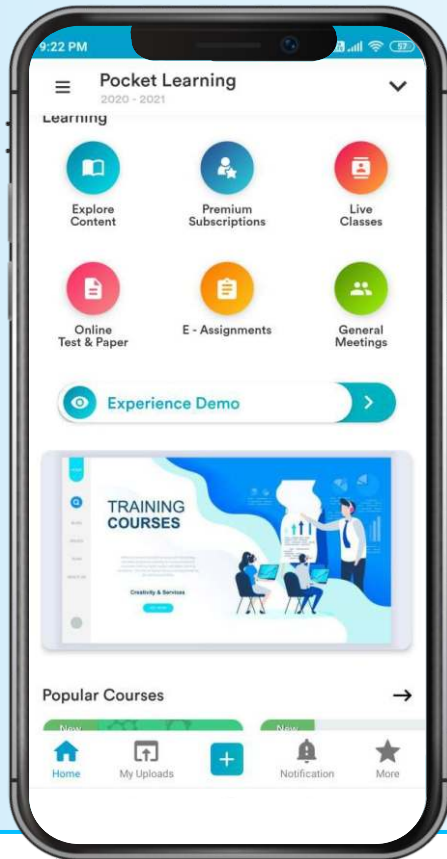 9:22 PM
57
Pocket Learning
2020 - 2021
Learning
Explore
Content
Premium
Subscriptions
Live
Classes
Online
Test & Paper
E - Assignments
General
Meetings
Experience Demo
TRAINING
COURSES
Creativity & Services
Popular Courses
New
New
Home
My Uploads
Notification
More